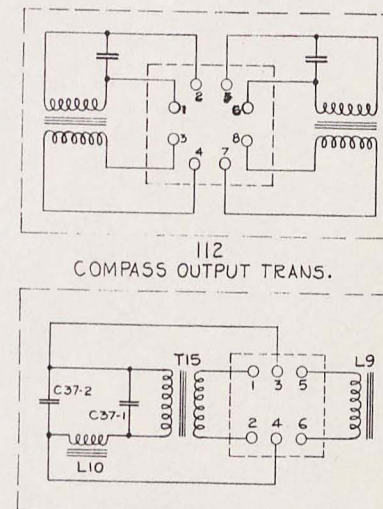 2 5
1 6
3 8
4 7
112
COMPASS OUTPUT TRANS.
T15 L9
C37-2
C37-1
1 3 5
2 4 6
L10